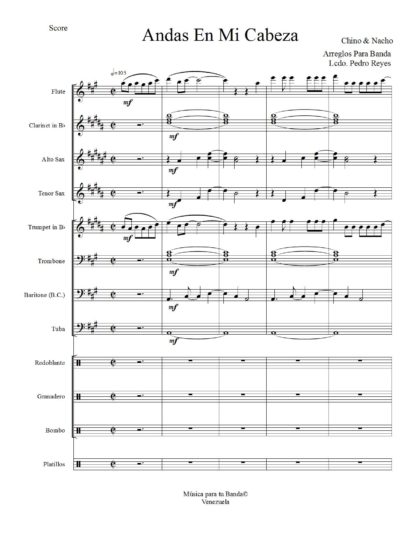 Score
Andas En Mi Cabeza
Chino & Nacho
Arreglos Para Banda
Lcdo. Pedro Reyes
♩=105
Flute
mf
Clarinet in B♭
mf
Alto Sax
mf
Tenor Sax
mf
Trumpet in B♭
mf
Trombone
mf
Baritone (B.C.)
mf
Tuba
mf
Redoblante
Granadero
Bombo
Platillos
Música para tu Banda©
Venezuela